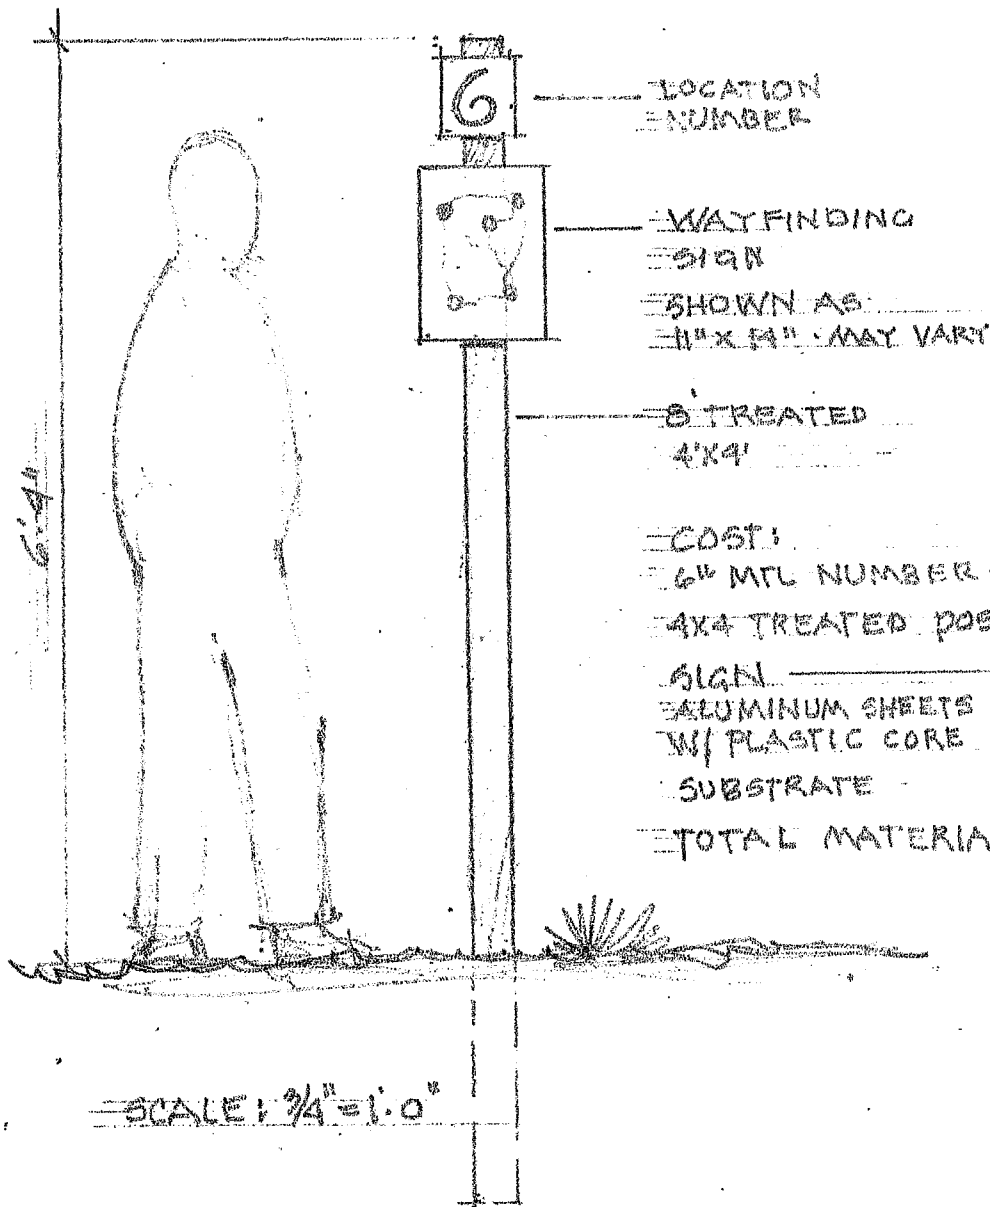 6
LOCATION
NUMBER
WAYFINDING
SIGN
SHOWN AS
11" X 14" · MAY VARY
8' TREATED
4'X4'
6'·4"
COST:
6" MTL NUMBER
4X4 TREATED POS
SIGN
ALUMINUM SHEETS
W/ PLASTIC CORE
SUBSTRATE
TOTAL MATERIA
SCALE: 3/4" = 1'·0"